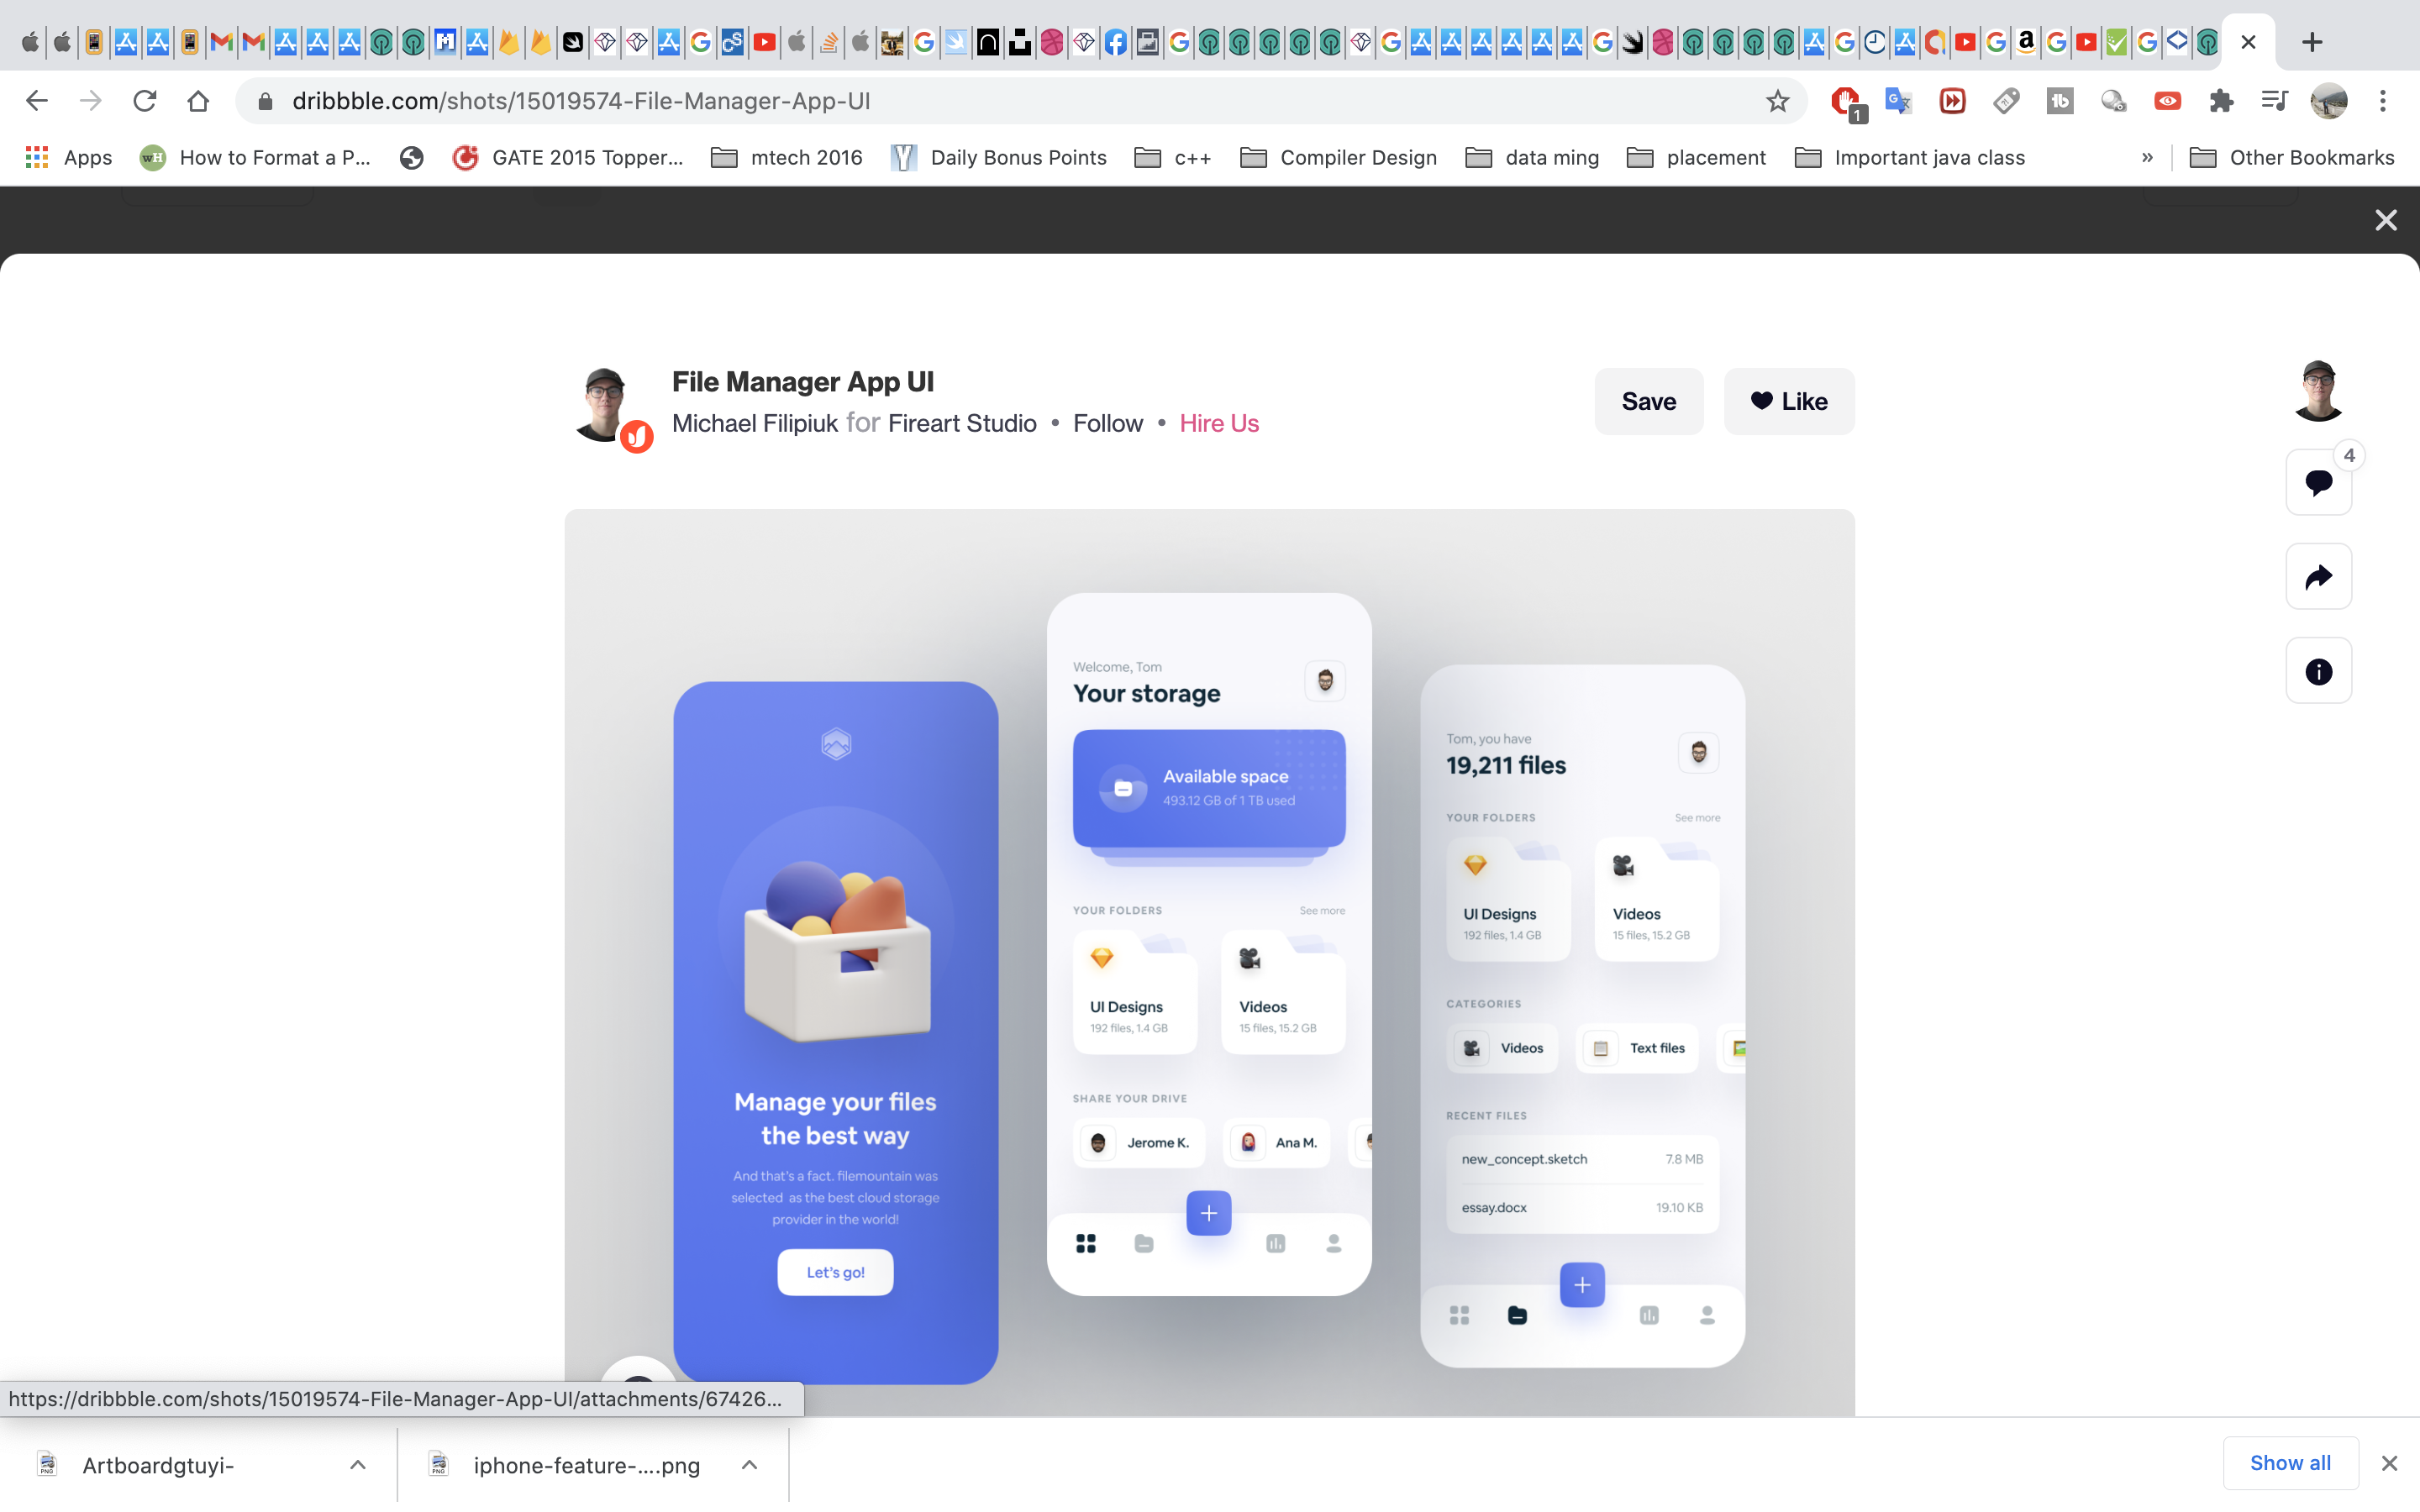 dribbble.com/shots/15019574-File-Manager-App-UI
1
Apps
How to Format a P...
GATE 2015 Topper...
mtech 2016
Daily Bonus Points
c++
Compiler Design
data ming
placement
Important java class
»
Other Bookmarks
File Manager App UI
Michael Filipiuk for Fireart Studio • Follow • Hire Us
Save
Like
4
Manage your files
the best way
And that's a fact. filemountain was
selected as the best cloud storage
provider in the world!
Let's go!
Welcome, Tom
Your storage
Available space
493.12 GB of 1 TB used
YOUR FOLDERS
See more
UI Designs
192 files, 1.4 GB
Videos
15 files, 15.2 GB
SHARE YOUR DRIVE
Jerome K.
Ana M.
Tom, you have
19,211 files
YOUR FOLDERS
See more
UI Designs
192 files, 1.4 GB
Videos
15 files, 15.2 GB
CATEGORIES
Videos
Text files
RECENT FILES
new_concept.sketch
7.8 MB
essay.docx
19.10 KB
https://dribbble.com/shots/15019574-File-Manager-App-UI/attachments/67426...
Artboardgtuyi-
iphone-feature-....png
Show all